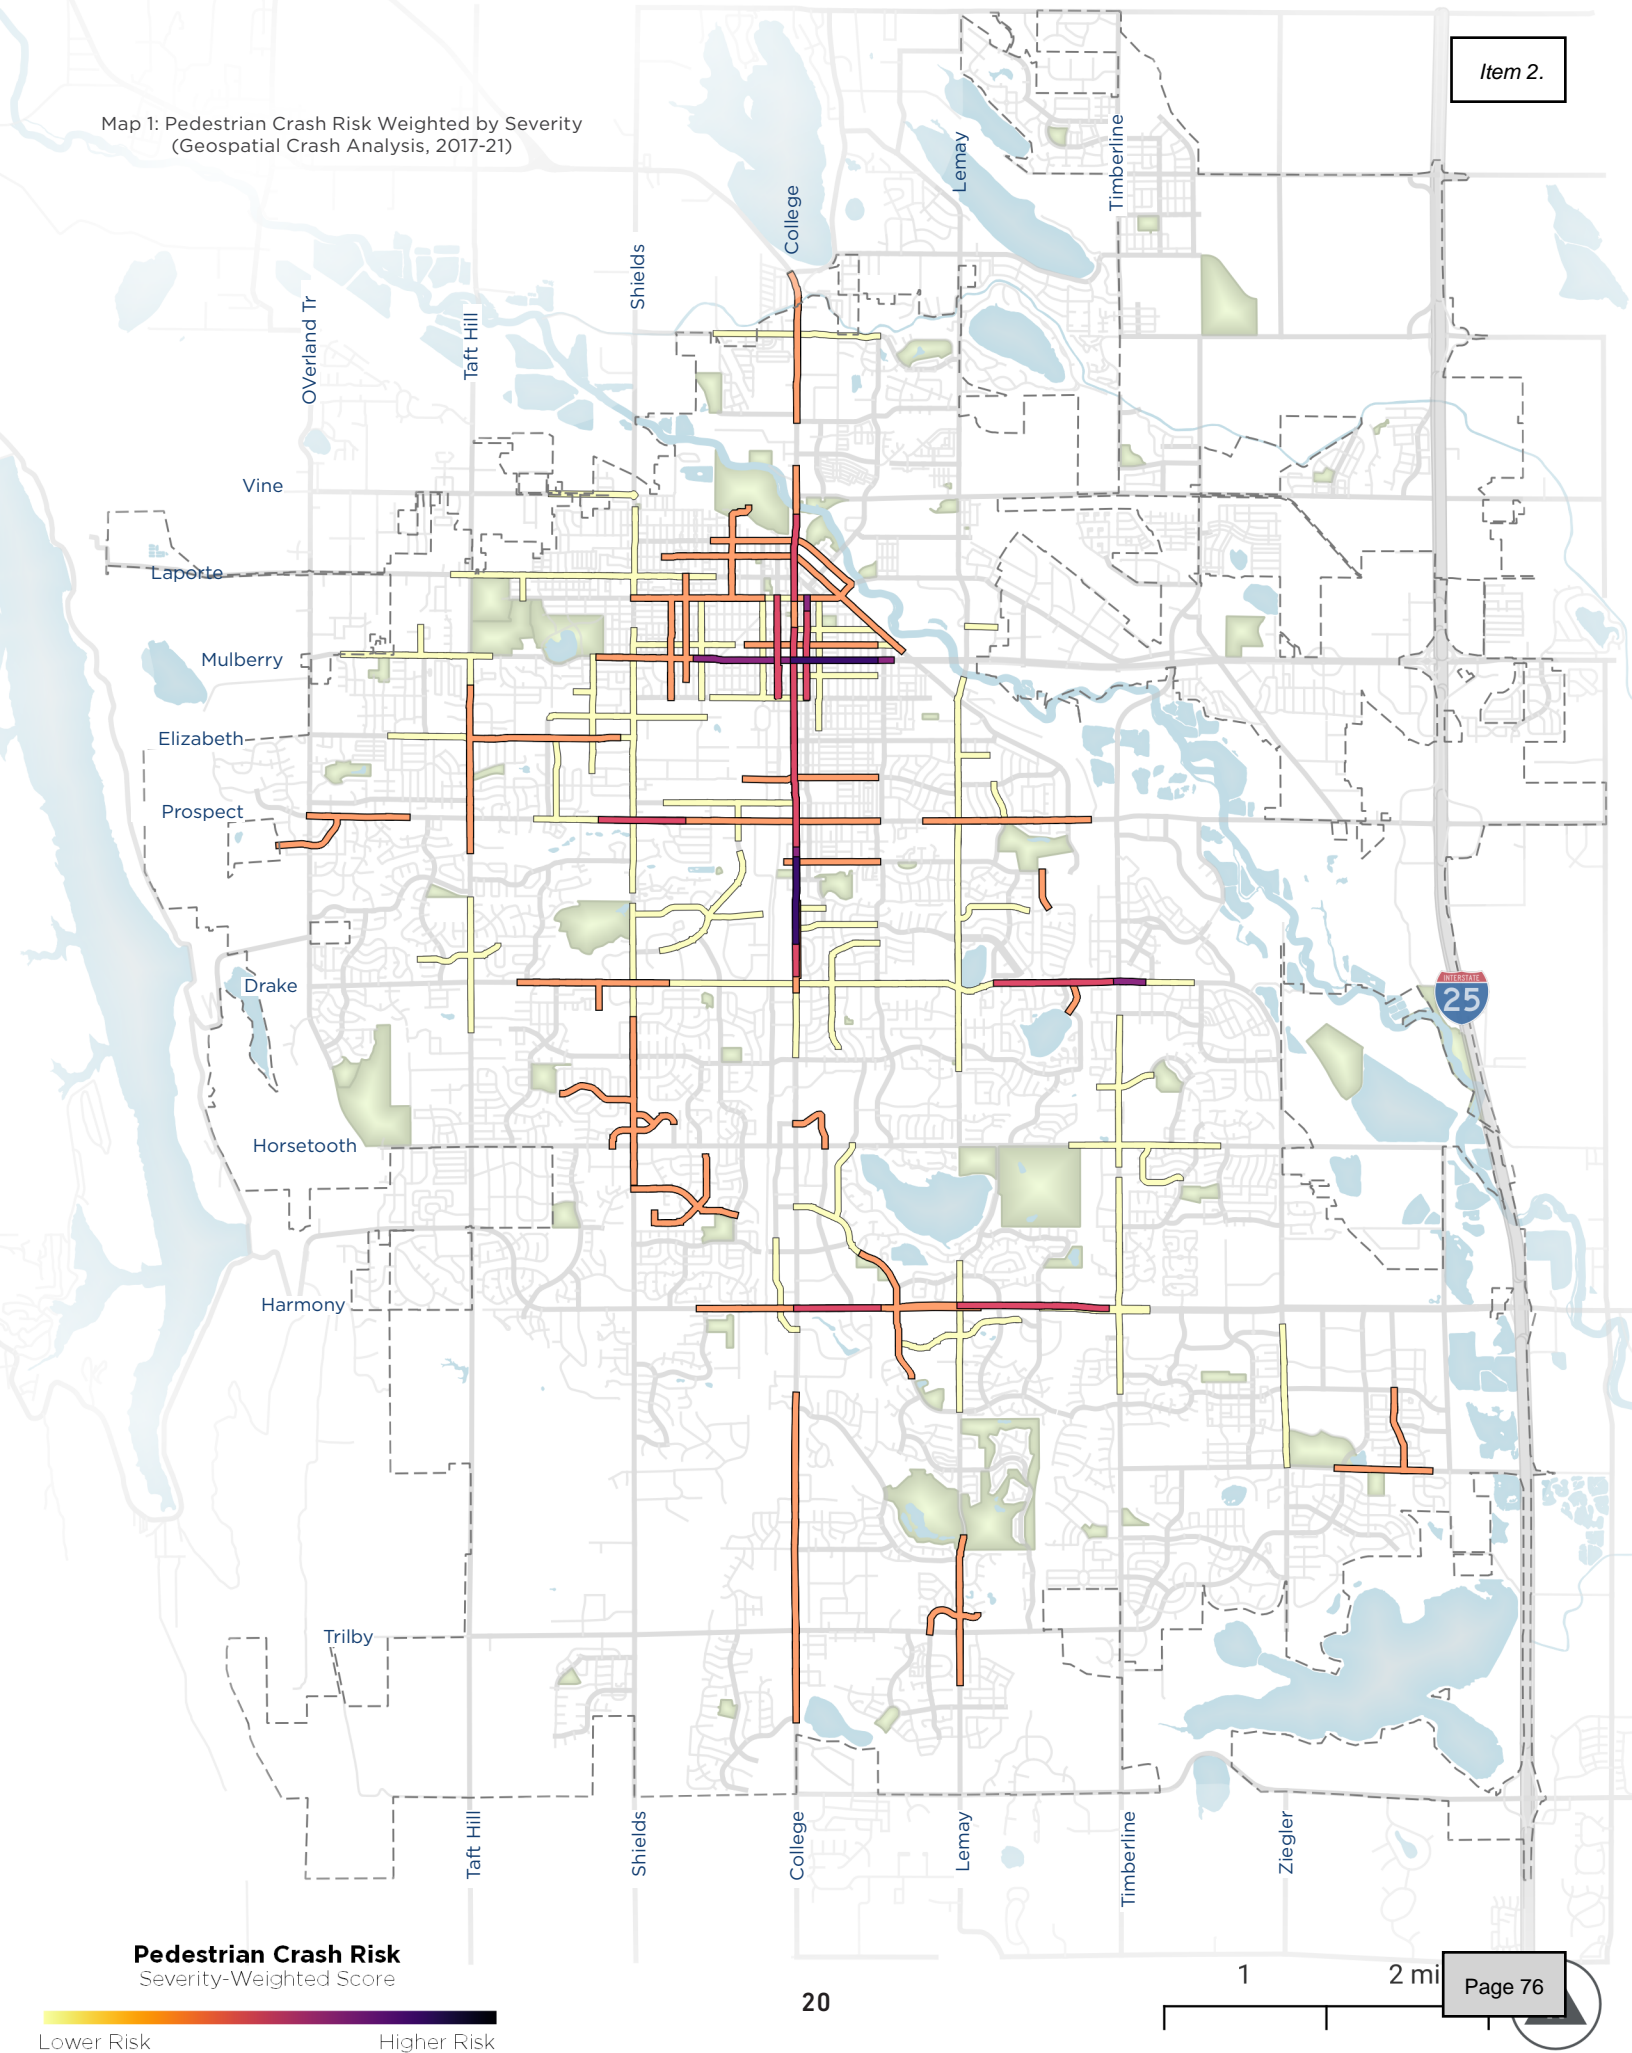 Item 2.
Map 1: Pedestrian Crash Risk Weighted by Severity
(Geospatial Crash Analysis, 2017-21)
Lemay
Timberline
College
Shields
OVerland Tr
Taft Hill
Vine
Laporte
Mulberry
Elizabeth
Prospect
Drake
INTERSTATE
25
Horsetooth
Harmony
Trilby
Taft Hill
Shields
College
Lemay
Timberline
Ziegler
Pedestrian Crash Risk
Severity-Weighted Score
Lower Risk
Higher Risk
20
1
2 mi
Page 76